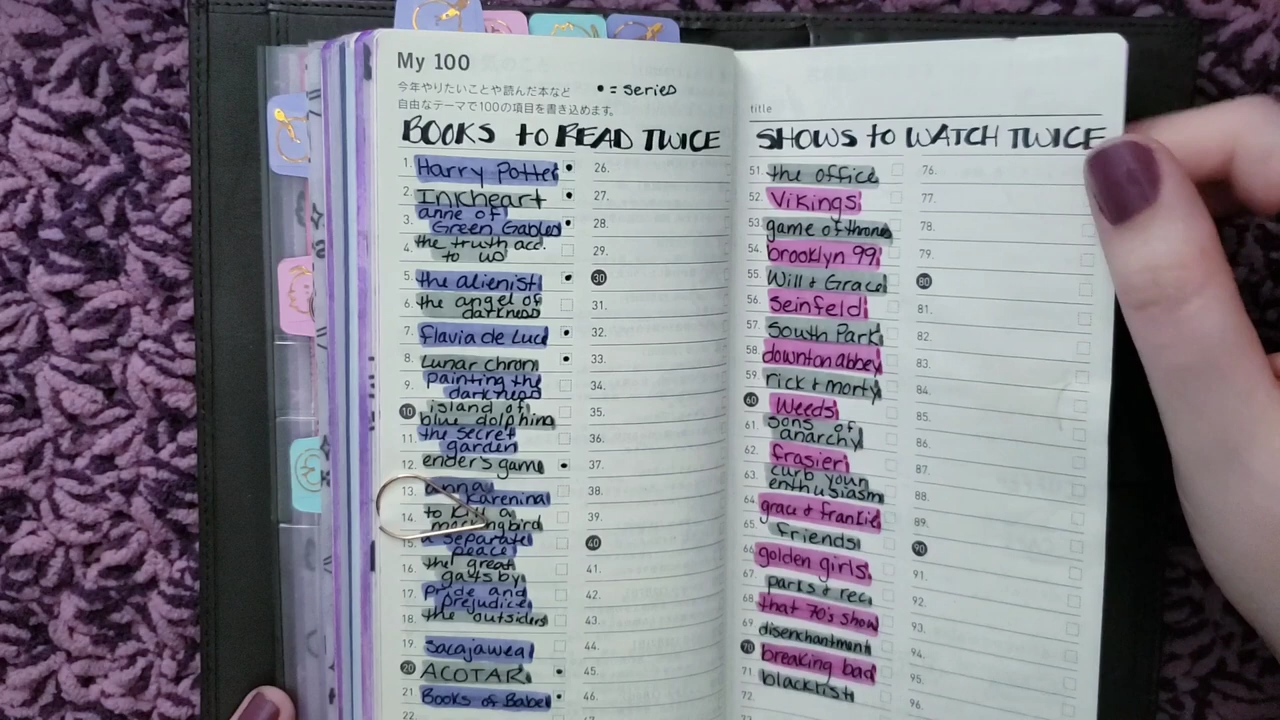 My 100
今年やりたいことや読んだ本など
自由なテーマで100の項目を書き込めます。
• = series
BOOKS to READ TWICE
1. Harry Potter •
2. Inkheart •
3. anne of
Green Gables •
4. the truth acc.
to us
5. the alienist •
6. the angel of
darkness
7. flavia de Luce •
8. Lunar chron •
9. painting the
darkness
10 island of
blue dolphins
11. the secret
garden
12. ender's game •
13. anna
Karenina
14. to kill a
mockingbird
15. a separate
peace
16. the great
gatsby
17. Pride and
prejudice
18. the outsiders
19. sacajawea
20 ACOTAR •
21. Books of Babel •
22.
26.
27.
28.
29.
30
31.
32.
33.
34.
35.
36.
37.
38.
39.
40
41.
42.
43.
44.
45.
46.
47.
title
SHOWS to WATCH TWICE
51. the office
52. Vikings
53. game of thrones
54. brooklyn 99
55. Will + Grace
56. Seinfeld
57. South Park
58. downton abbey
59. rick + morty
60 Weeds
61. sons of
anarchy
62. frasier
63. curb your
enthusiasm
64. grace + frankie
65. friends
66. golden girls
67. parks + rec
68. that 70's show
69. disenchantment
70 breaking bad
71. blacklist
72.
73.
76.
77.
78.
79.
80
81.
82.
83.
84.
85.
86.
87.
88.
89.
90
91.
92.
93.
94.
95.
96.